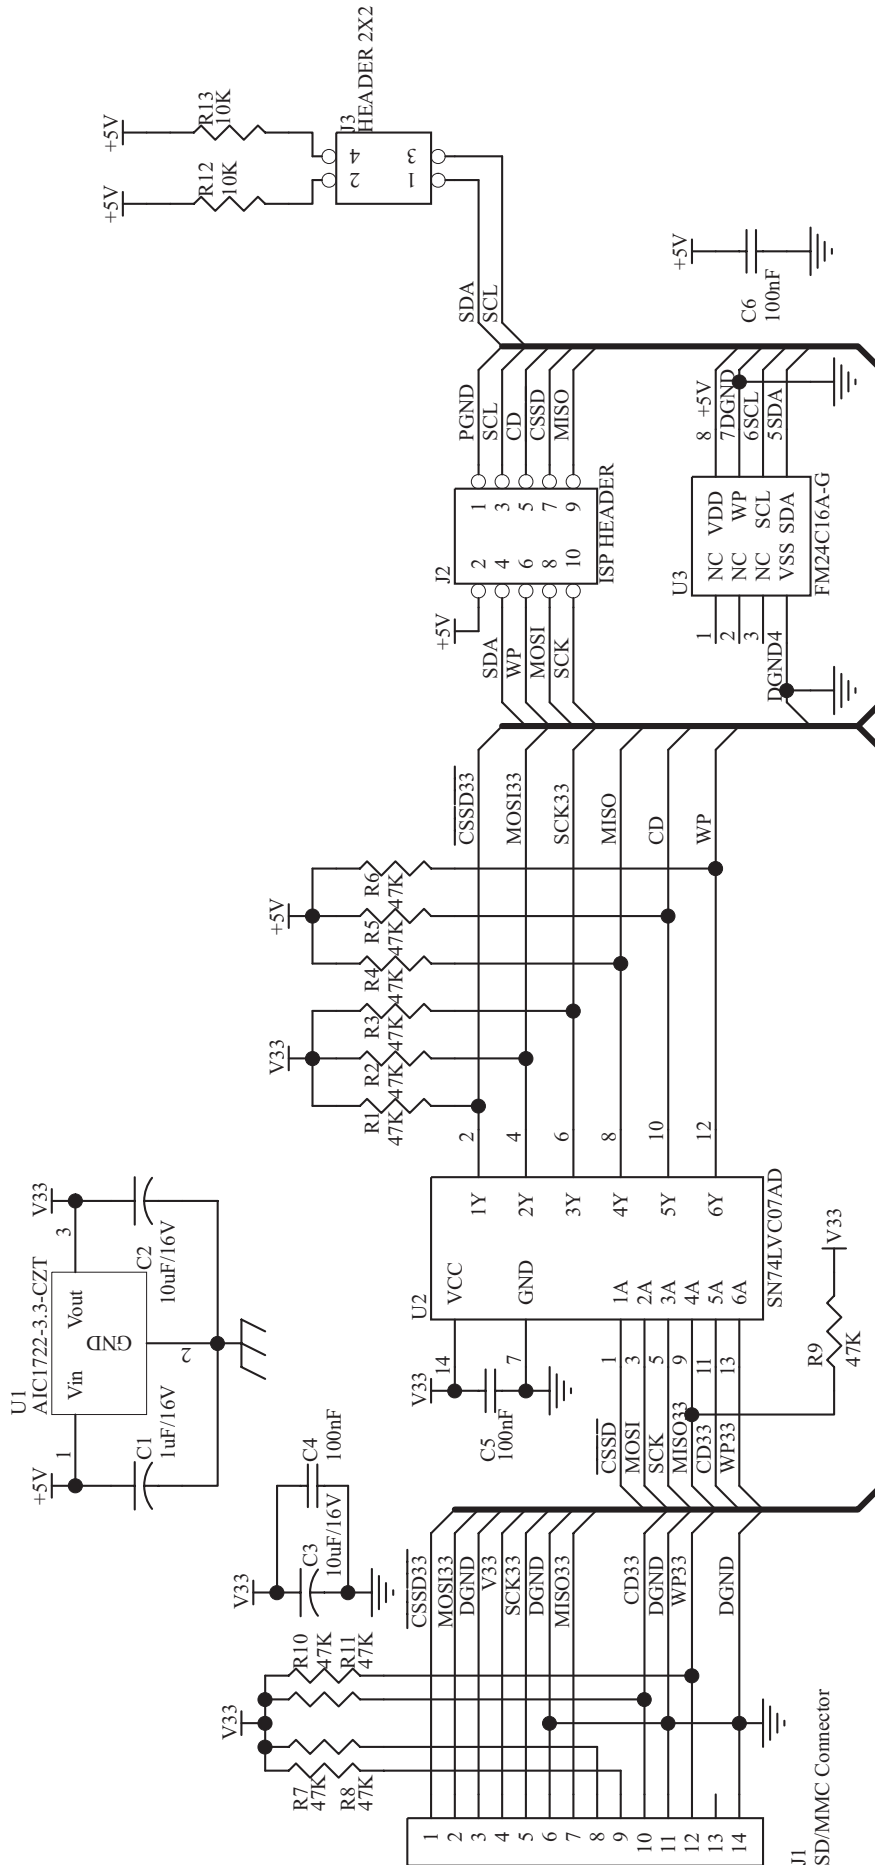 +5V
R13
10K
+5V
R12
10K
J3
HEADER 2X2
2
4
1
3
SDA
SCL
+5V
C6
100nF
PGND
SCL
CD
CSSD
MISO
J2
1
3
5
7
9
2
4
6
8
10
ISP HEADER
+5V
SDA
WP
MOSI
SCK
8 +5V
7DGND
6SCL
5SDA
U3
NC VDD
NC WP
NC SCL
VSS SDA
FM24C16A-G
1
2
3
DGND4
CSSD33
MOSI33
SCK33
MISO
CD
WP
+5V
R6
47K
R5
47K
R4
47K
V33
R3
47K
R2
47K
R1
47K
2
4
6
8
10
12
U2
VCC
GND
1Y
2Y
3Y
4Y
5Y
6Y
1A
2A
3A
4A
5A
6A
SN74LVC07AD
V33
14
7
C5
100nF
1
3
5
9
11
13
CSSD
MOSI
SCK
MISO33
CD33
WP33
R9
47K
V33
U1
AIC1722-3.3-CZT
Vin
Vout
GND
1
2
3
V33
C2
10uF/16V
+5V
C1
1uF/16V
V33
C3
10uF/16V
C4
100nF
CSSD33
MOSI33
DGND
V33
SCK33
DGND
MISO33
CD33
DGND
WP33
DGND
V33
R10
47K
R11
47K
R7
47K
R8
47K
1
2
3
4
5
6
7
8
9
10
11
12
13
14
J1
SD/MMC Connector